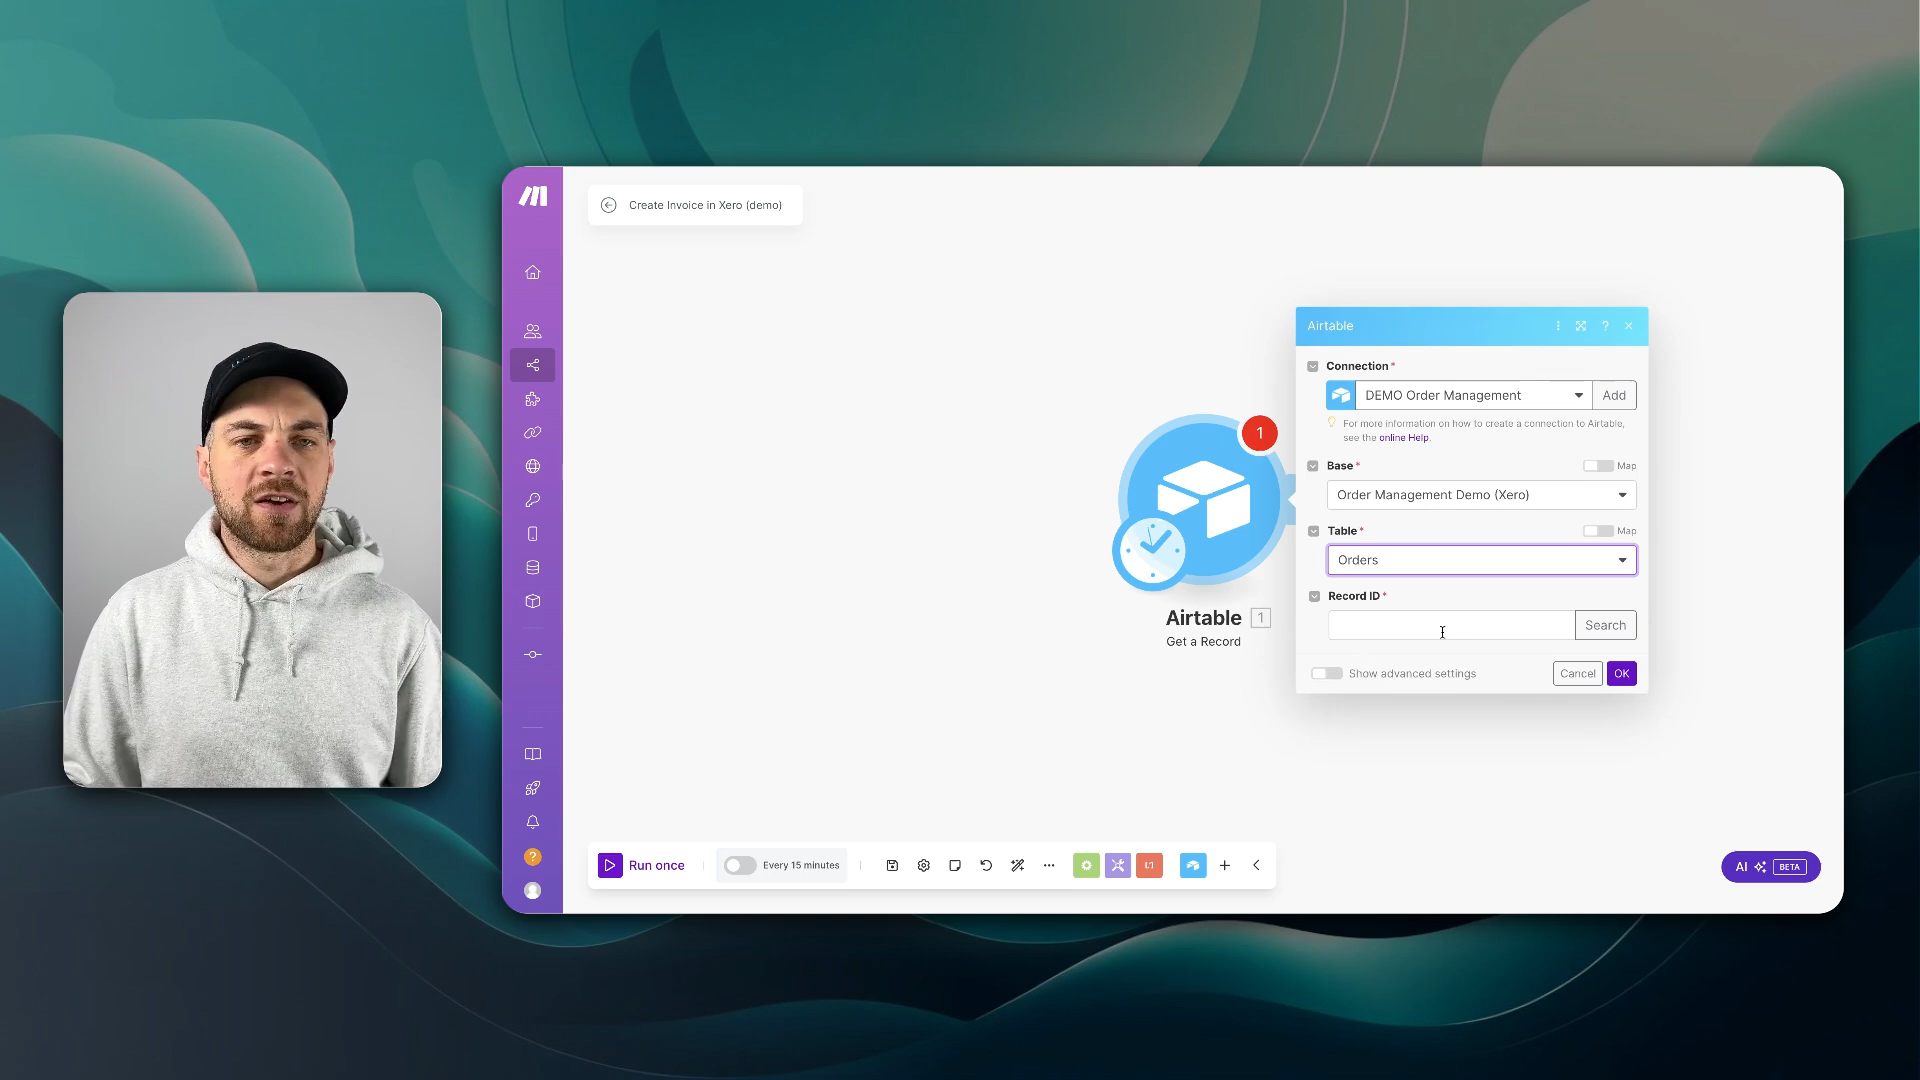 Create Invoice in Xero (demo)
Airtable
?
Connection*
DEMO Order Management
Add
For more information on how to create a connection to Airtable,
see the online Help.
Base*
Map
Order Management Demo (Xero)
Table*
Map
Orders
Record ID*
Search
Show advanced settings
Cancel
OK
1
Airtable 1
Get a Record
?
Run once
Every 15 minutes
AI BETA